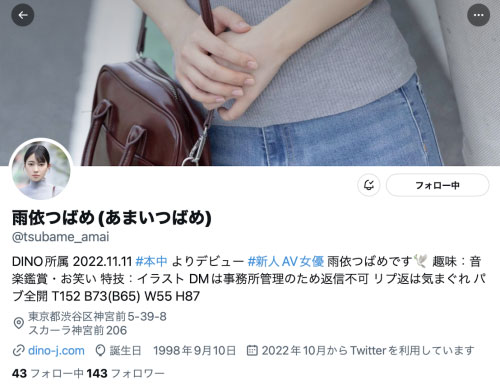 フォロー中
雨依つばめ(あまいつばめ)
@tsubame_amai
DINO所属 2022.11.11 #本中 よりデビュー #新人AV女優 雨依つばめです🕊️ 趣味：音
楽鑑賞・お笑い 特技：イラスト DMは事務所管理のため返信不可 リプ返は気まぐれ パ
ブ全開 T152 B73(B65) W55 H87
東京都渋谷区神宮前5-39-8
スカーラ神宮前206
dino-j.com 誕生日 1998年9月10日 2022年10月からTwitterを利用しています
43 フォロー中 143 フォロワー